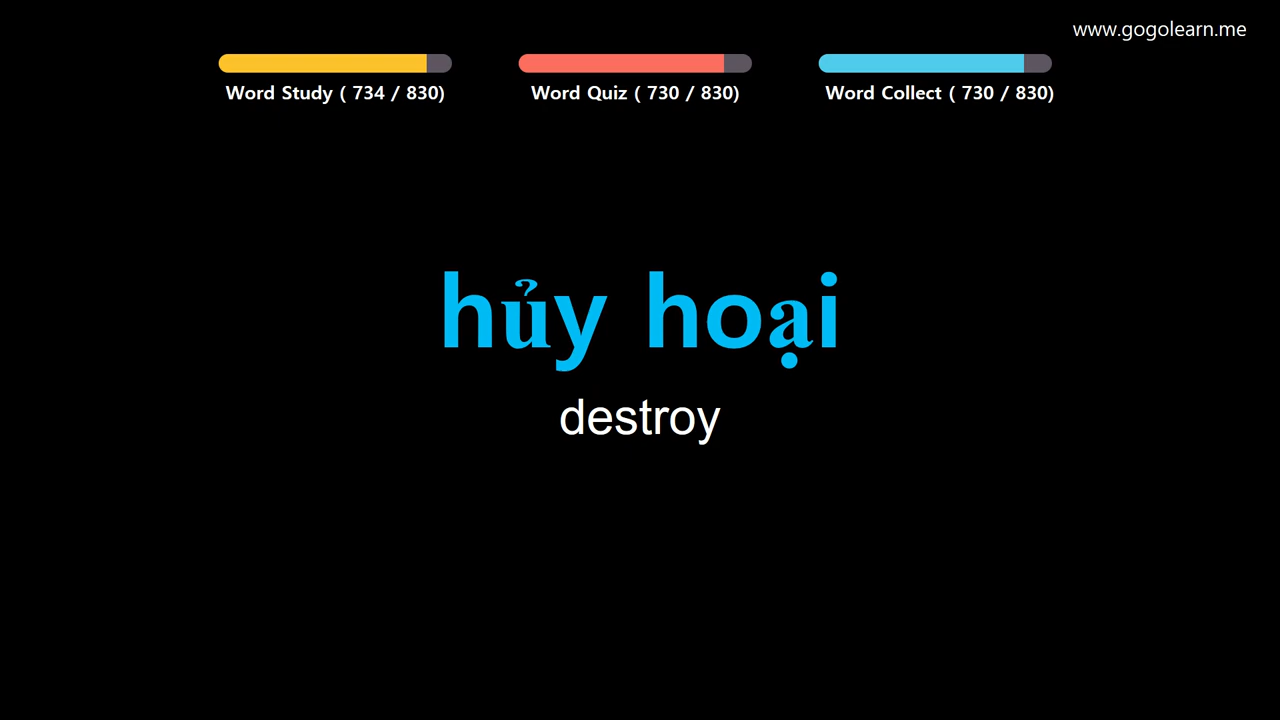 www.gogolearn.me
Word Study ( 734 / 830)
Word Quiz ( 730 / 830)
Word Collect ( 730 / 830)
hủy hoại
destroy